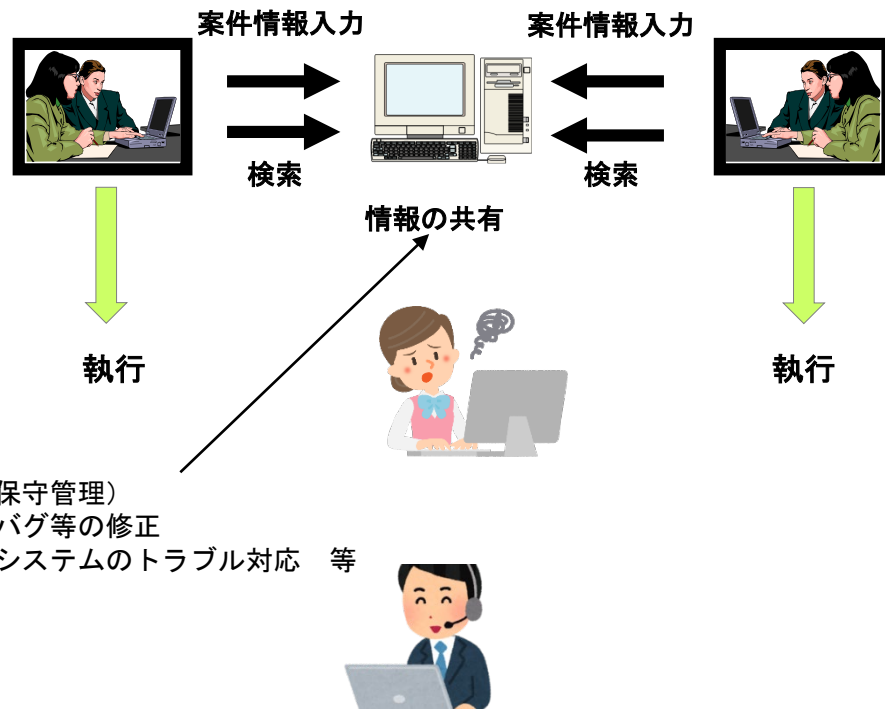 案件情報入力
案件情報入力
検索
検索
情報の共有
執行
執行
保守管理）
バグ等の修正
システムのトラブル対応　等